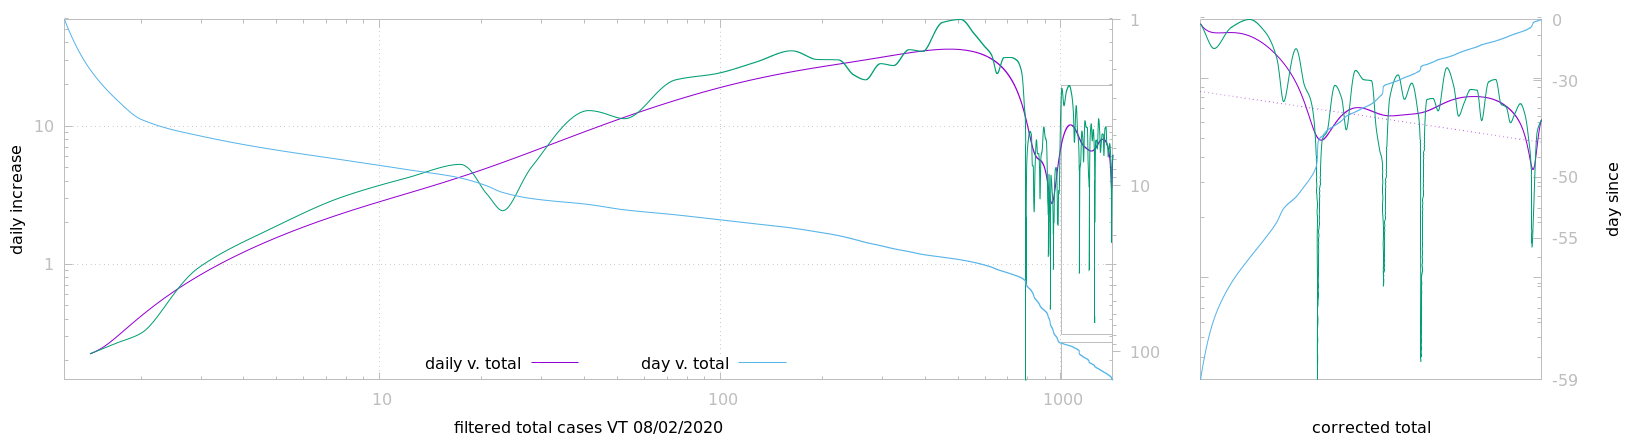 daily increase
10
1
daily v. total
day v. total
10
100
1000
filtered total cases VT 08/02/2020
1
10
100
0
-30
-50
-55
-59
day since
corrected total